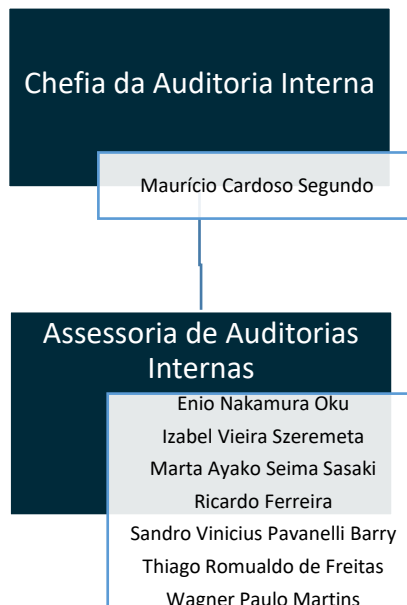 Chefia da Auditoria Interna
Maurício Cardoso Segundo
Assessoria de Auditorias
Internas
Enio Nakamura Oku
Izabel Vieira Szeremeta
Marta Ayako Seima Sasaki
Ricardo Ferreira
Sandro Vinicius Pavanelli Barry
Thiago Romualdo de Freitas
Wagner Paulo Martins